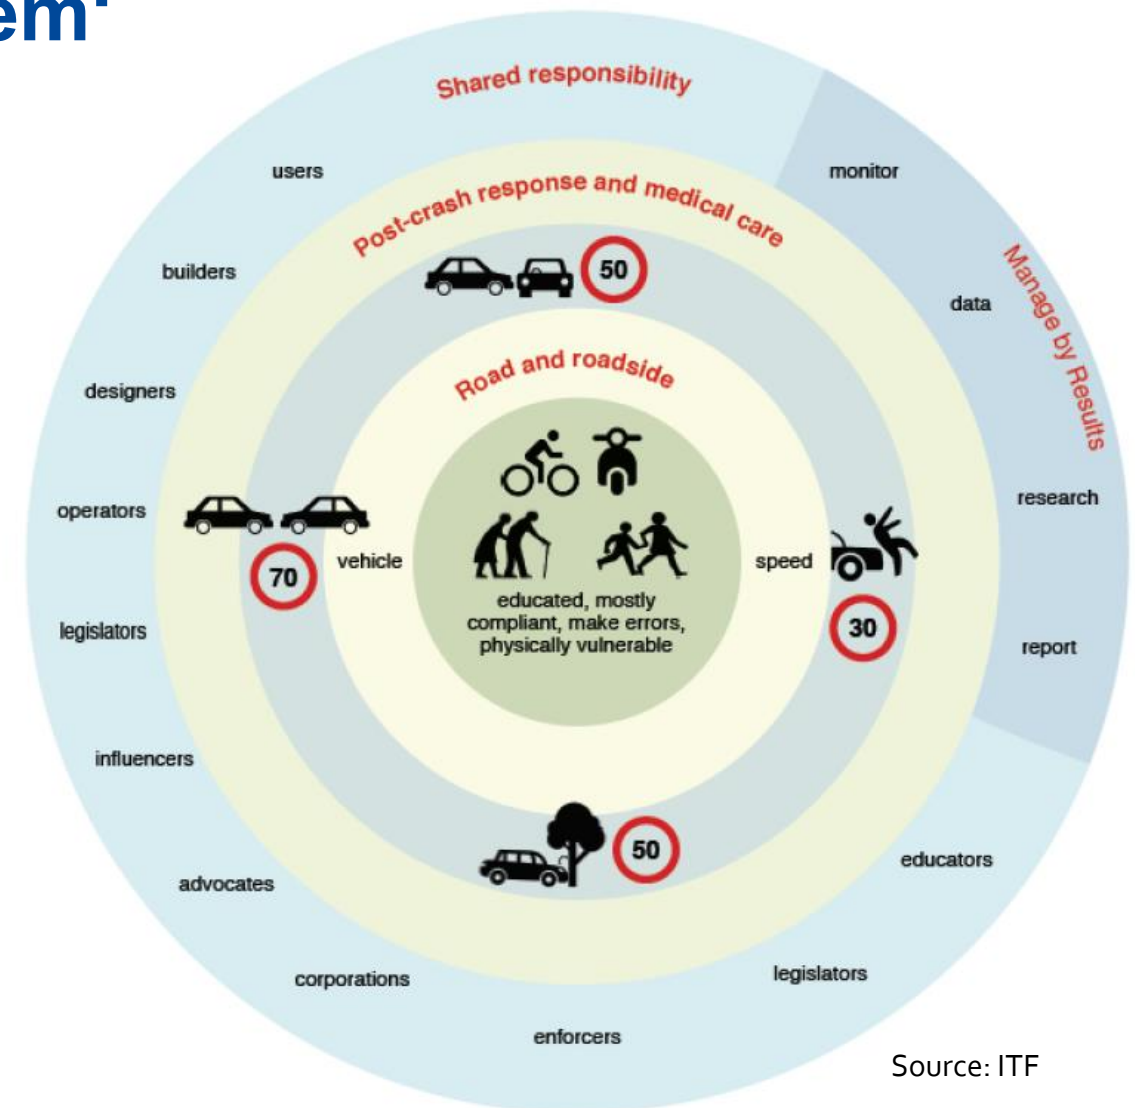 Shared responsibility
users
monitor
Post-crash response and medical care
builders
50
Manage by Results
data
Road and roadside
designers
operators
research
vehicle
speed
70
educated, mostly
compliant, make errors,
physically vulnerable
30
legislators
report
influencers
50
educators
advocates
corporations
legislators
enforcers
Source: ITF